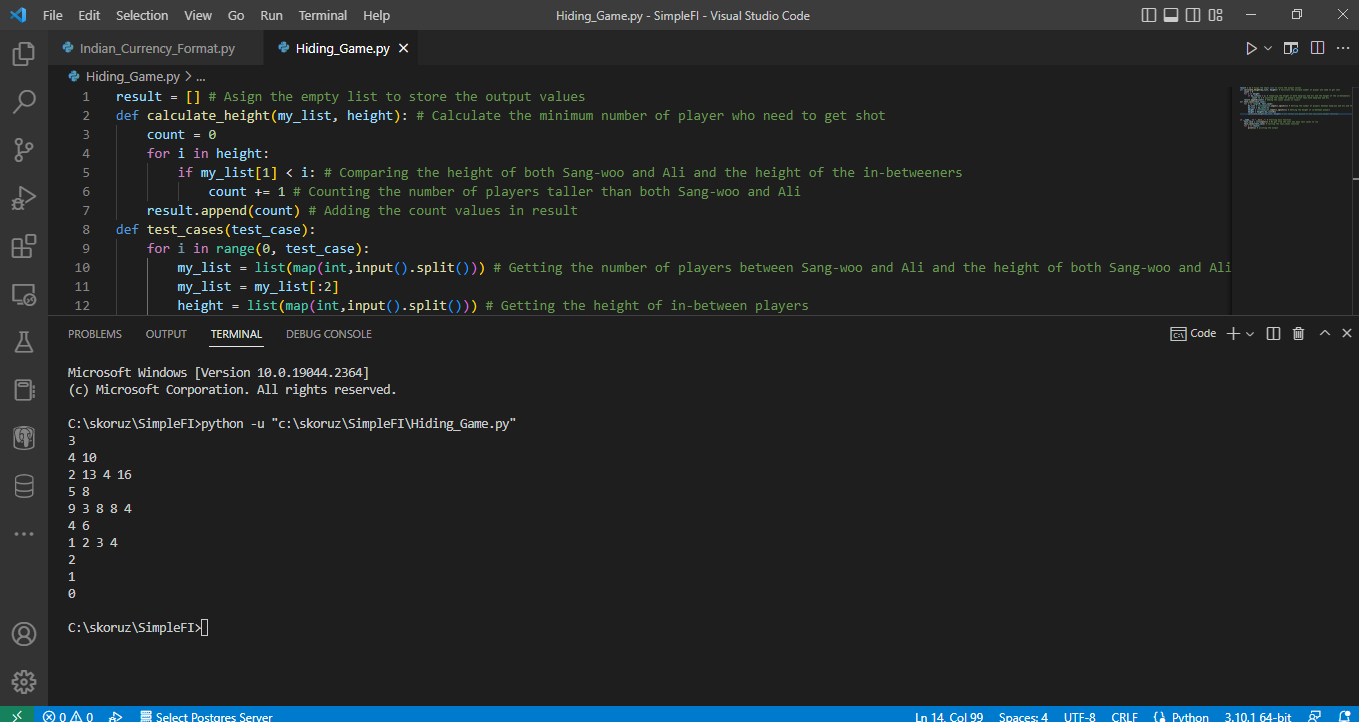 File Edit Selection View Go Run Terminal Help Hiding_Game.py - SimpleFI - Visual Studio Code
Indian_Currency_Format.py Hiding_Game.py
Hiding_Game.py > ...
1 result = [] # Asign the empty list to store the output values
2 def calculate_height(my_list, height): # Calculate the minimum number of player who need to get shot
3 count = 0
4 for i in height:
5 if my_list[1] < i: # Comparing the height of both Sang-woo and Ali and the height of the in-betweeners
6 count += 1 # Counting the number of players taller than both Sang-woo and Ali
7 result.append(count) # Adding the count values in result
8 def test_cases(test_case):
9 for i in range(0, test_case):
10 my_list = list(map(int,input().split())) # Getting the number of players between Sang-woo and Ali and the height of both Sang-woo and Ali
11 my_list = my_list[:2]
12 height = list(map(int,input().split())) # Getting the height of in-between players
PROBLEMS OUTPUT TERMINAL DEBUG CONSOLE Code
Microsoft Windows [Version 10.0.19044.2364]
(c) Microsoft Corporation. All rights reserved.
C:\skoruz\SimpleFI>python -u "c:\skoruz\SimpleFI\Hiding_Game.py"
3
4 10
2 13 4 16
5 8
9 3 8 8 4
4 6
1 2 3 4
2
1
0
C:\skoruz\SimpleFI>
0 0 Select Postgres Server Ln 14, Col 99 Spaces: 4 UTF-8 CRLF Python 3.10.1 64-bit